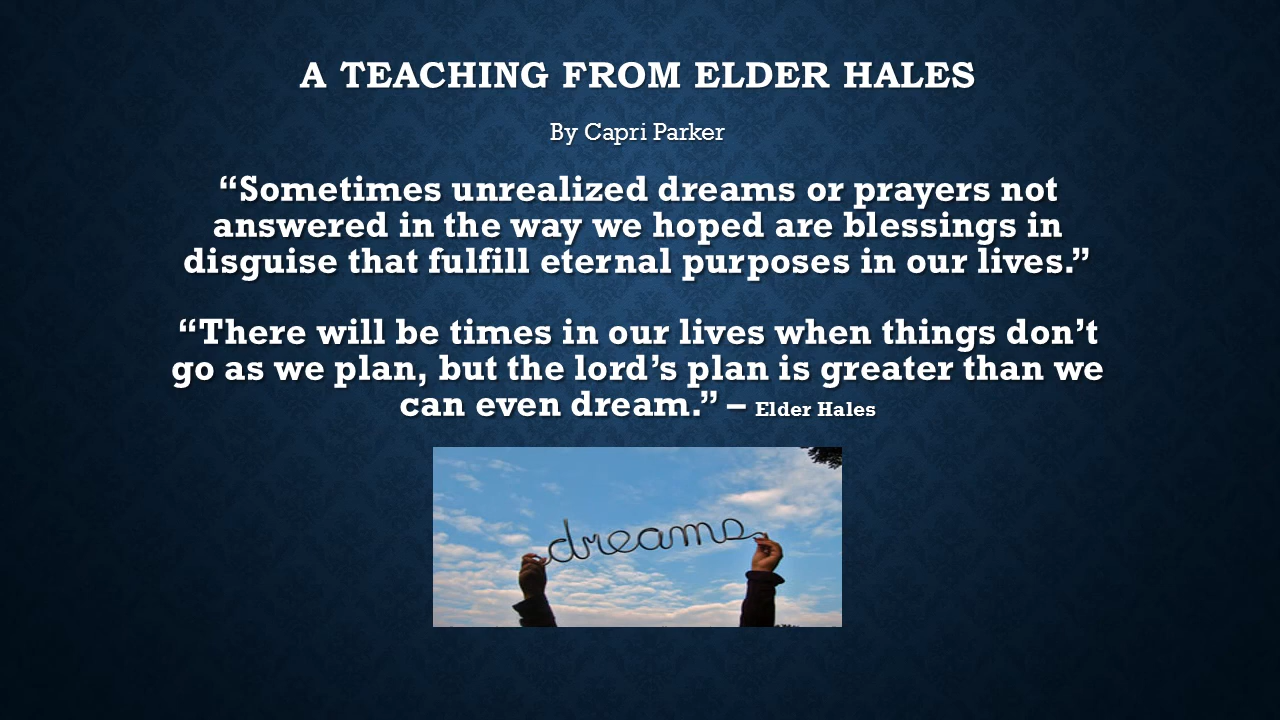 A TEACHING FROM ELDER HALES
By Capri Parker
“Sometimes unrealized dreams or prayers not
answered in the way we hoped are blessings in
disguise that fulfill eternal purposes in our lives.”
“There will be times in our lives when things don’t
go as we plan, but the lord’s plan is greater than we
can even dream.” – Elder Hales
dreams